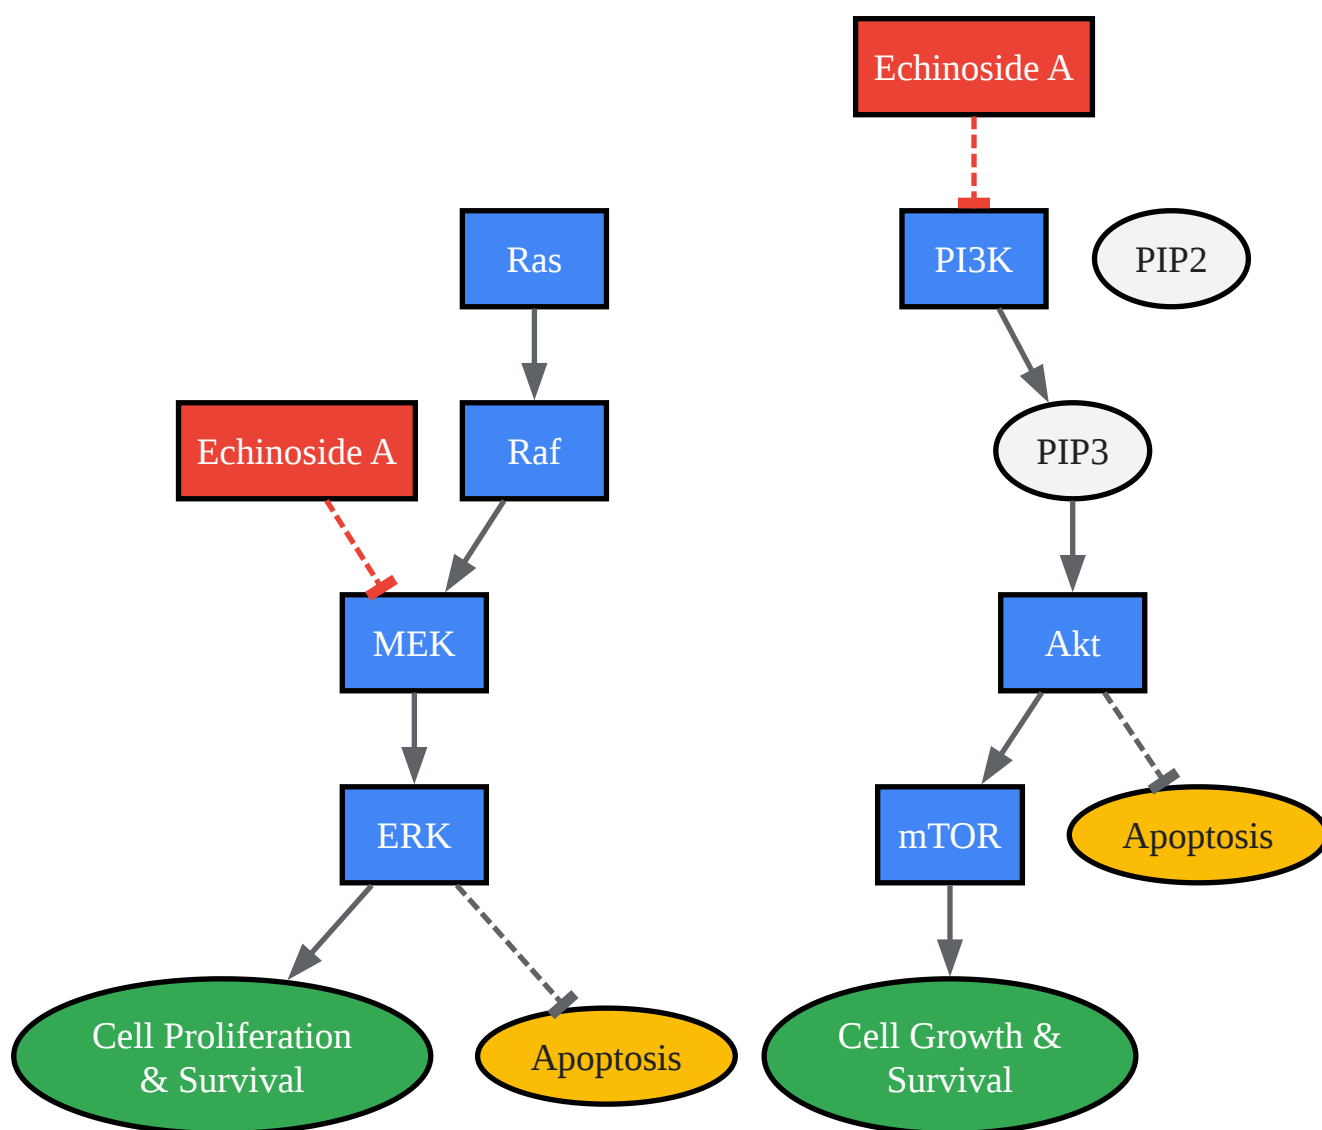 Echinoside A
Ras
PI3K
PIP2
Echinoside A
Raf
PIP3
MEK
Akt
ERK
mTOR
Apoptosis
Cell Proliferation
& Survival
Apoptosis
Cell Growth &
Survival